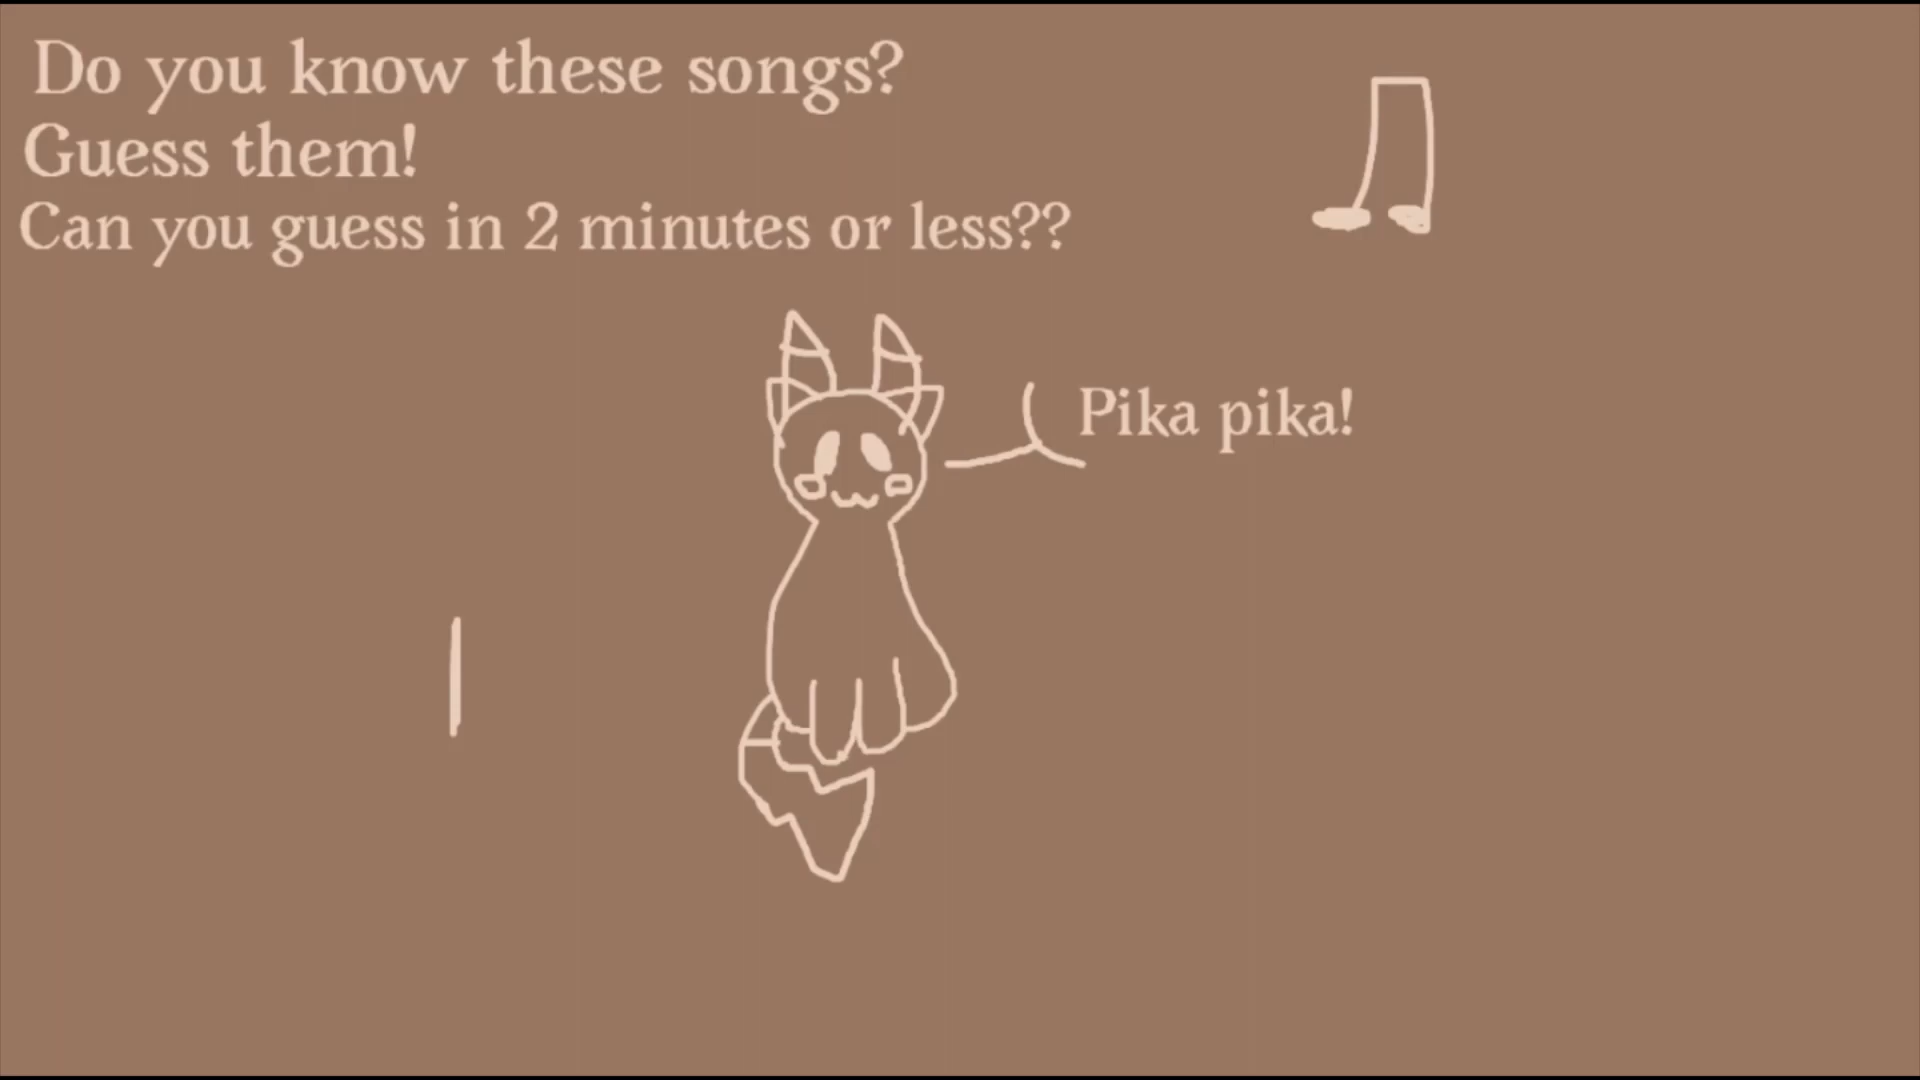 Do you know these songs?
Guess them!
Can you guess in 2 minutes or less??
Pika pika!